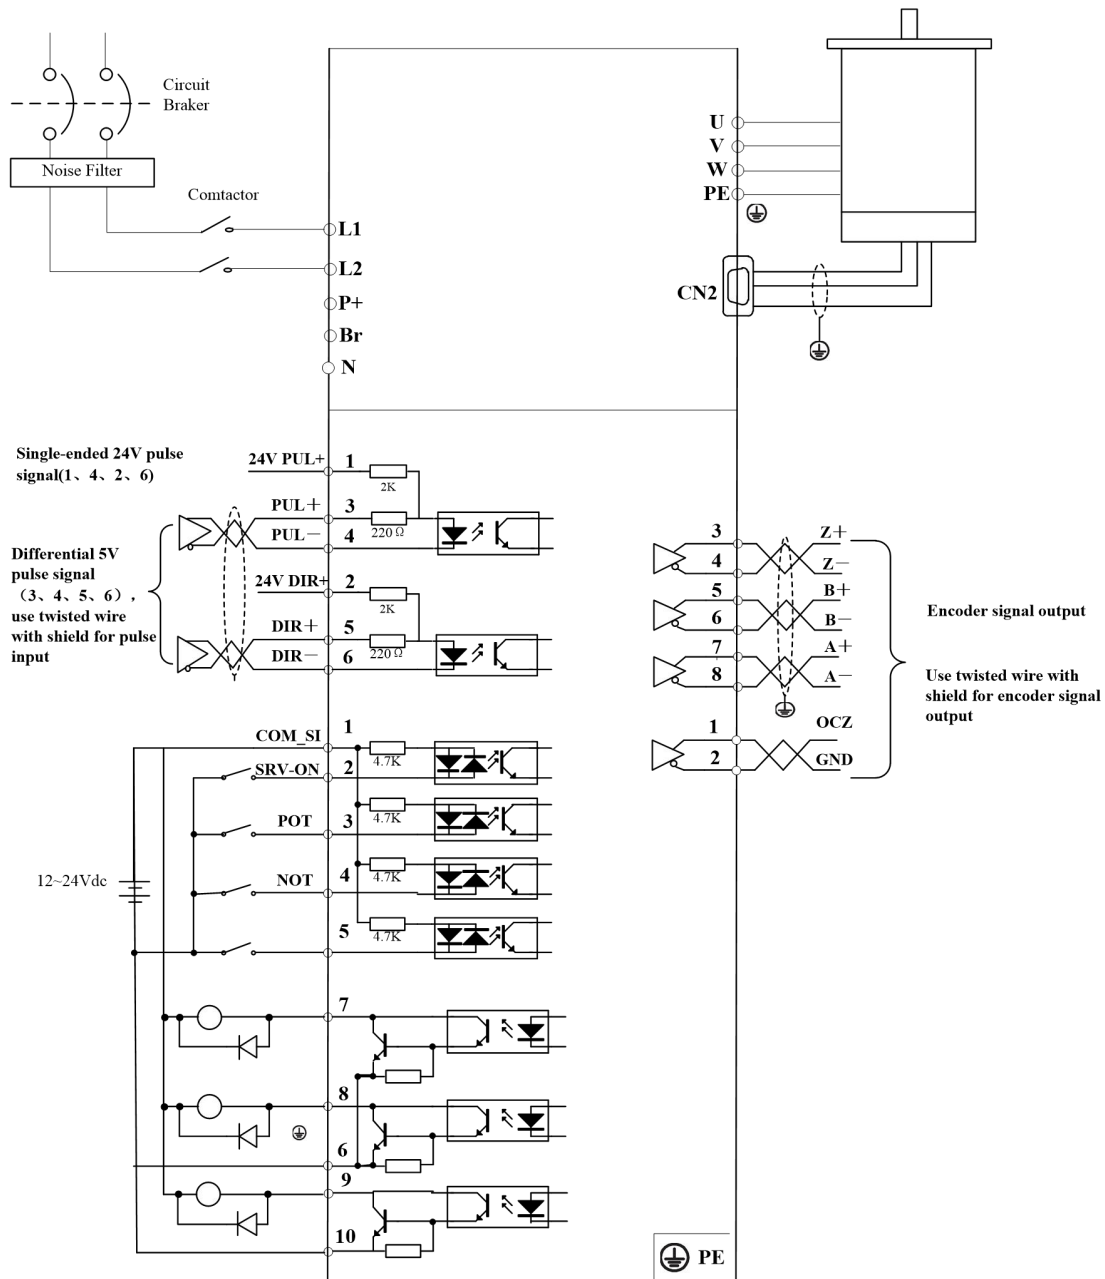 Circuit
Braker
Noise Filter
Comtactor
L1
L2
P+
Br
N
U
V
W
PE
CN2
Single-ended 24V pulse
signal(1、4、2、6)
24V PUL+ 1
2K
PUL+ 3
220Ω
PUL− 4
Differential 5V
pulse signal
（3、4、5、6）,
use twisted wire
with shield for pulse
input
24V DIR+ 2
2K
DIR+ 5
220Ω
DIR− 6
3 Z+
4 Z−
5 B+
6 B−
7 A+
8 A−
1 OCZ
2 GND
Encoder signal output
Use twisted wire with
shield for encoder signal
output
COM_SI 1
4.7K
SRV-ON 2
4.7K
POT 3
4.7K
NOT 4
4.7K
5
12~24Vdc
7
8
6
9
10
PE